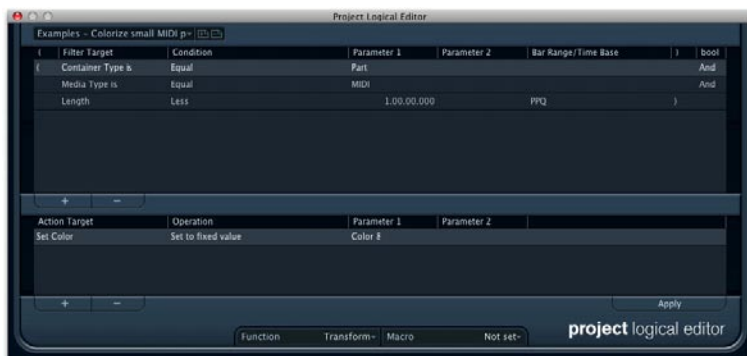 Project Logical Editor
Examples - Colorize small MIDI p
( Filter Target Condition Parameter 1 Parameter 2 Bar Range/Time Base ) bool
( Container Type is Equal Part And
Media Type is Equal MIDI And
Length Less 1.00.00.000 PPQ )
+ -
Action Target Operation Parameter 1 Parameter 2
Set Color Set to fixed value Color 8
+ - Apply
Function Transform Macro Not set
project logical editor